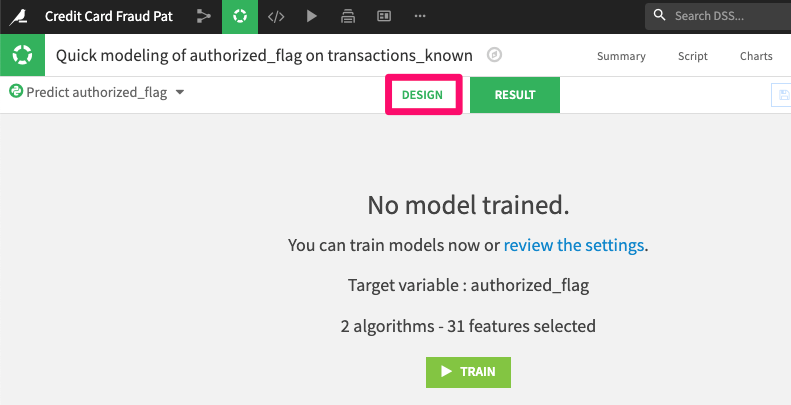 Credit Card Fraud Pat
Search DSS...
Quick modeling of authorized_flag on transactions_known
Summary
Script
Charts
Predict authorized_flag
DESIGN
RESULT
No model trained.
You can train models now or review the settings.
Target variable : authorized_flag
2 algorithms - 31 features selected
TRAIN